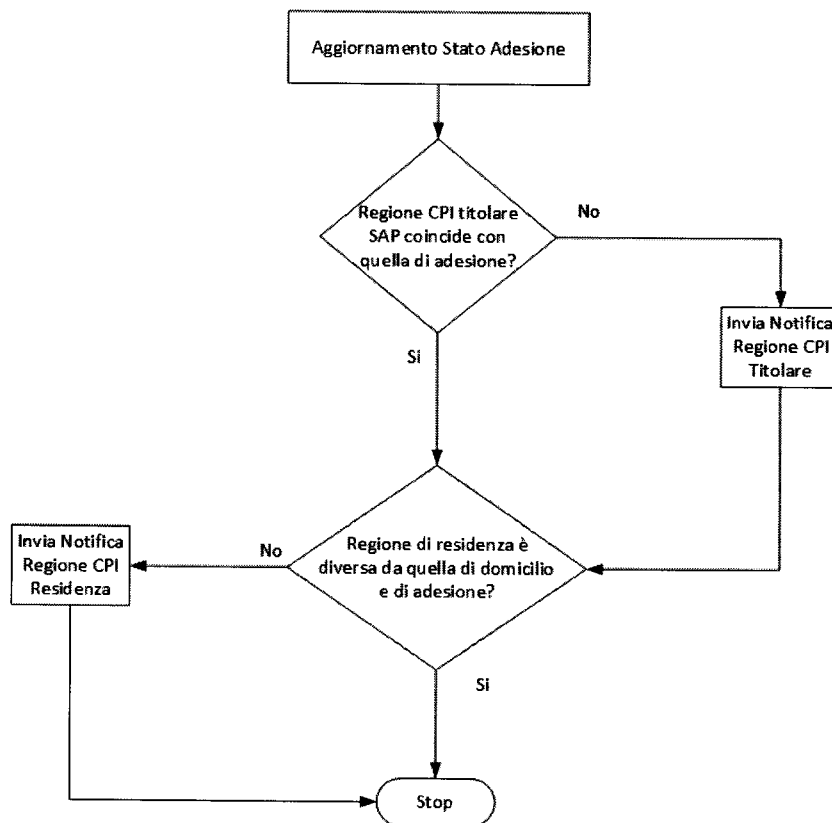 Aggiornamento Stato Adesione
Regione CPI titolare
SAP coincide con
quella di adesione?
No
Invia Notifica
Regione CPI
Titolare
Si
Regione di residenza è
diversa da quella di domicilio
e di adesione?
No
Invia Notifica
Regione CPI
Residenza
Si
Stop